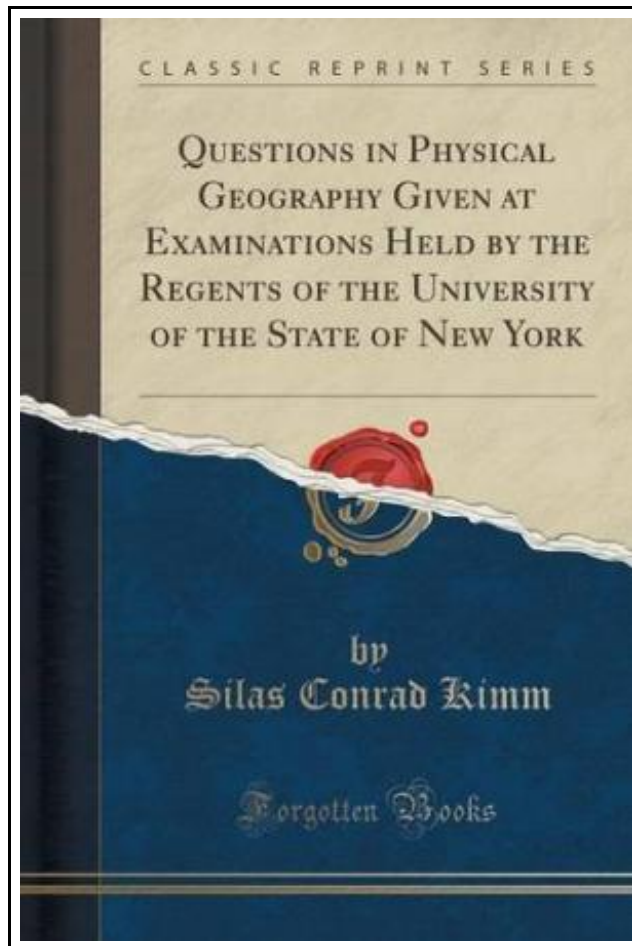 CLASSIC REPRINT SERIES
QUESTIONS IN PHYSICAL
GEOGRAPHY GIVEN AT
EXAMINATIONS HELD BY THE
REGENTS OF THE UNIVERSITY
OF THE STATE OF NEW YORK
by
Silas Conrad Kimm
Forgotten Books